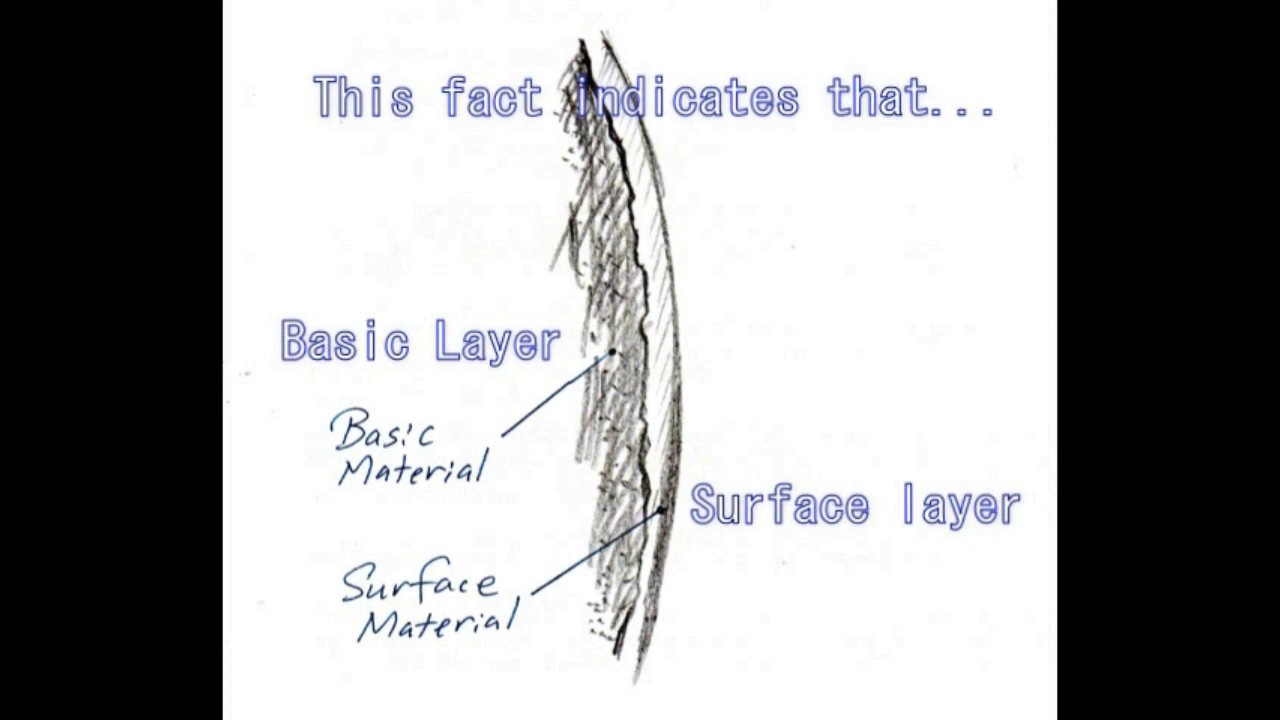 This fact indicates that...
Basic Layer
Basic
Material
Surface layer
Surface
Material